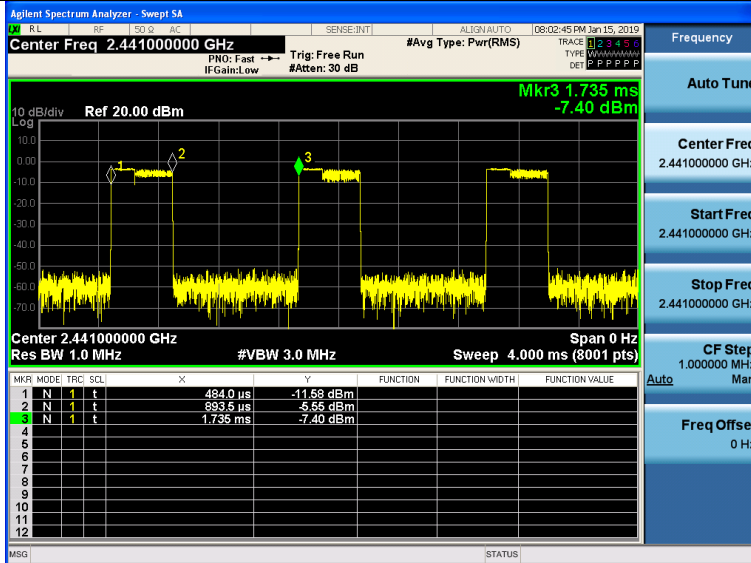 Agilent Spectrum Analyzer - Swept SA
LXI RL RF 50 Ω AC SENSE:INT ALIGN AUTO 08:02:45 PM Jan 15, 2019
Center Freq 2.441000000 GHz #Avg Type: Pwr(RMS) TRACE 1 2 3 4 5 6
PNO: Fast Trig: Free Run TYPE
IFGain:Low #Atten: 30 dB DET P P P P P P
Mkr3 1.735 ms
10 dB/div Ref 20.00 dBm -7.40 dBm
Log
10.0
0.00
-10.0
-20.0
-30.0
-40.0
-50.0
-60.0
-70.0
1
2
3
Center 2.441000000 GHz Span 0 Hz
Res BW 1.0 MHz #VBW 3.0 MHz Sweep 4.000 ms (8001 pts)
MKR MODE TRC SCL X Y FUNCTION FUNCTION WIDTH FUNCTION VALUE
1 N 1 t 484.0 µs -11.58 dBm
2 N 1 t 893.5 µs -5.55 dBm
3 N 1 t 1.735 ms -7.40 dBm
4
5
6
7
8
9
10
11
12
MSG STATUS
Frequency
Auto Tune
Center Freq
2.441000000 GHz
Start Freq
2.441000000 GHz
Stop Freq
2.441000000 GHz
CF Step
1.000000 MHz
Auto Man
Freq Offset
0 Hz